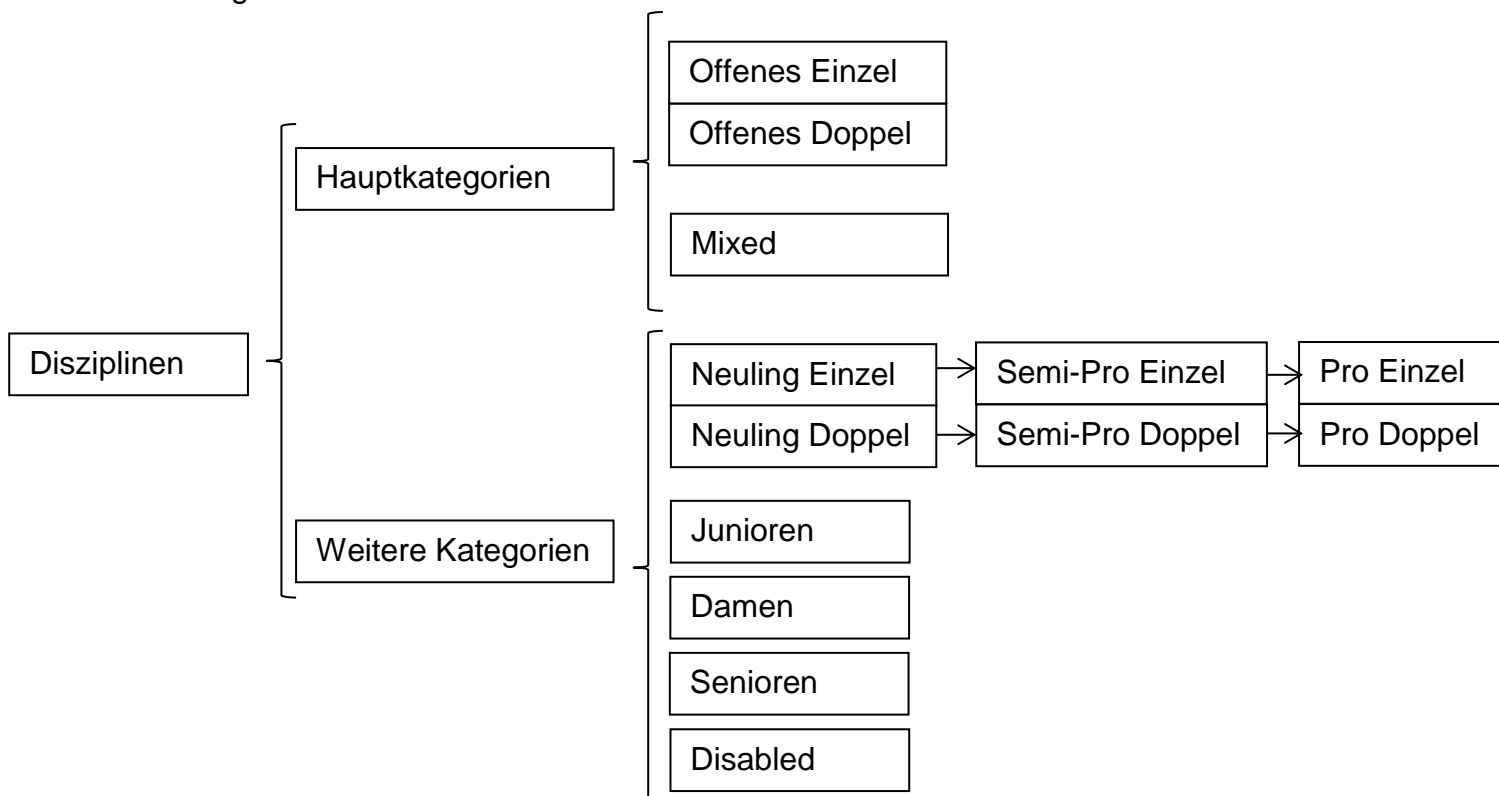 Offenes Einzel
Offenes Doppel
Hauptkategorien
Mixed
Disziplinen
Neuling Einzel
Semi-Pro Einzel
Pro Einzel
Neuling Doppel
Semi-Pro Doppel
Pro Doppel
Junioren
Weitere Kategorien
Damen
Senioren
Disabled